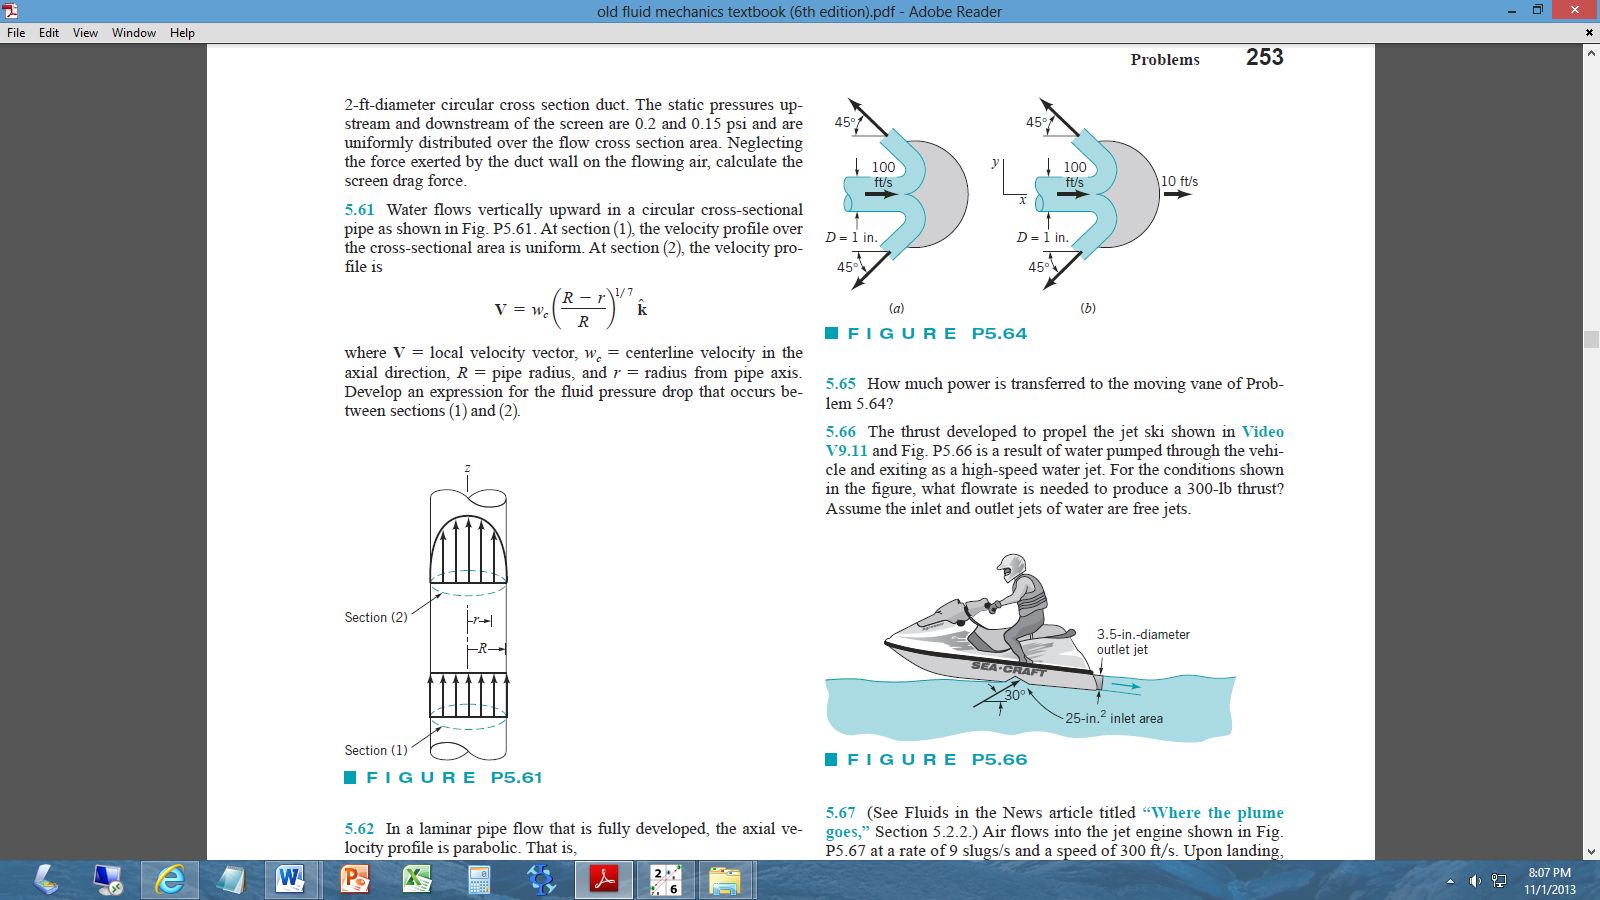 old fluid mechanics textbook (6th edition).pdf - Adobe Reader
File Edit View Window Help
Problems 253
2-ft-diameter circular cross section duct. The static pressures up-
stream and downstream of the screen are 0.2 and 0.15 psi and are
uniformly distributed over the flow cross section area. Neglecting
the force exerted by the duct wall on the flowing air, calculate the
screen drag force.
5.61 Water flows vertically upward in a circular cross-sectional
pipe as shown in Fig. P5.61. At section (1), the velocity profile over
the cross-sectional area is uniform. At section (2), the velocity pro-
file is
V = w_c ((R − r)/R)^1/7 k̂
where V = local velocity vector, w_c = centerline velocity in the
axial direction, R = pipe radius, and r = radius from pipe axis.
Develop an expression for the fluid pressure drop that occurs be-
tween sections (1) and (2).
z
Section (2)
r
R
Section (1)
FIGURE P5.61
5.62 In a laminar pipe flow that is fully developed, the axial ve-
locity profile is parabolic. That is,
45°
100
ft/s
D = 1 in.
45°
(a)
y
x
45°
100
ft/s
10 ft/s
D = 1 in.
45°
(b)
FIGURE P5.64
5.65 How much power is transferred to the moving vane of Prob-
lem 5.64?
5.66 The thrust developed to propel the jet ski shown in Video
V9.11 and Fig. P5.66 is a result of water pumped through the vehi-
cle and exiting as a high-speed water jet. For the conditions shown
in the figure, what flowrate is needed to produce a 300-lb thrust?
Assume the inlet and outlet jets of water are free jets.
3.5-in.-diameter
outlet jet
SEA·CRAFT
30°
25-in.² inlet area
FIGURE P5.66
5.67 (See Fluids in the News article titled “Where the plume
goes,” Section 5.2.2.) Air flows into the jet engine shown in Fig.
P5.67 at a rate of 9 slugs/s and a speed of 300 ft/s. Upon landing,
8:07 PM
11/1/2013